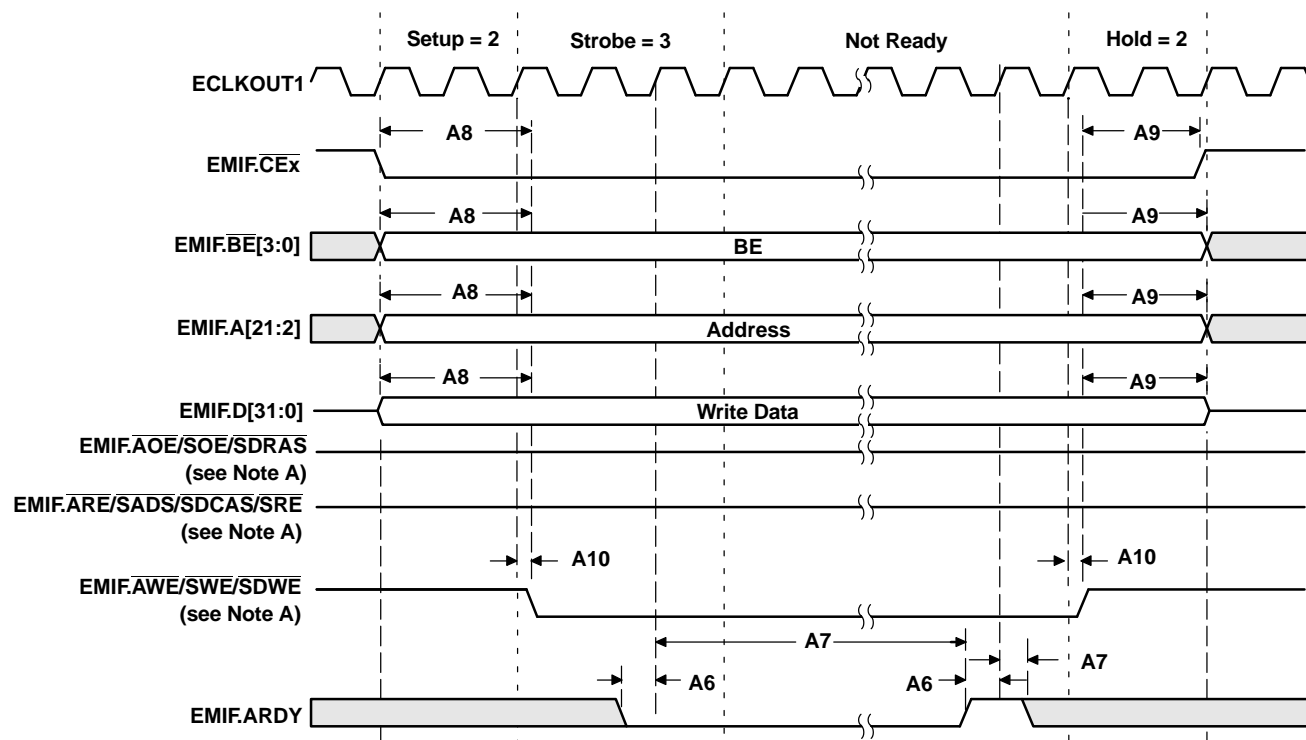 Setup = 2 Strobe = 3 Not Ready Hold = 2
ECLKOUT1
A8 A9
EMIF.CEx
A8 A9
EMIF.BE[3:0] BE
A8 A9
EMIF.A[21:2] Address
A8 A9
EMIF.D[31:0] Write Data
EMIF.AOE/SOE/SDRAS
(see Note A)
EMIF.ARE/SADS/SDCAS/SRE
(see Note A)
A10 A10
EMIF.AWE/SWE/SDWE
(see Note A)
A7 A7
A6 A6
EMIF.ARDY